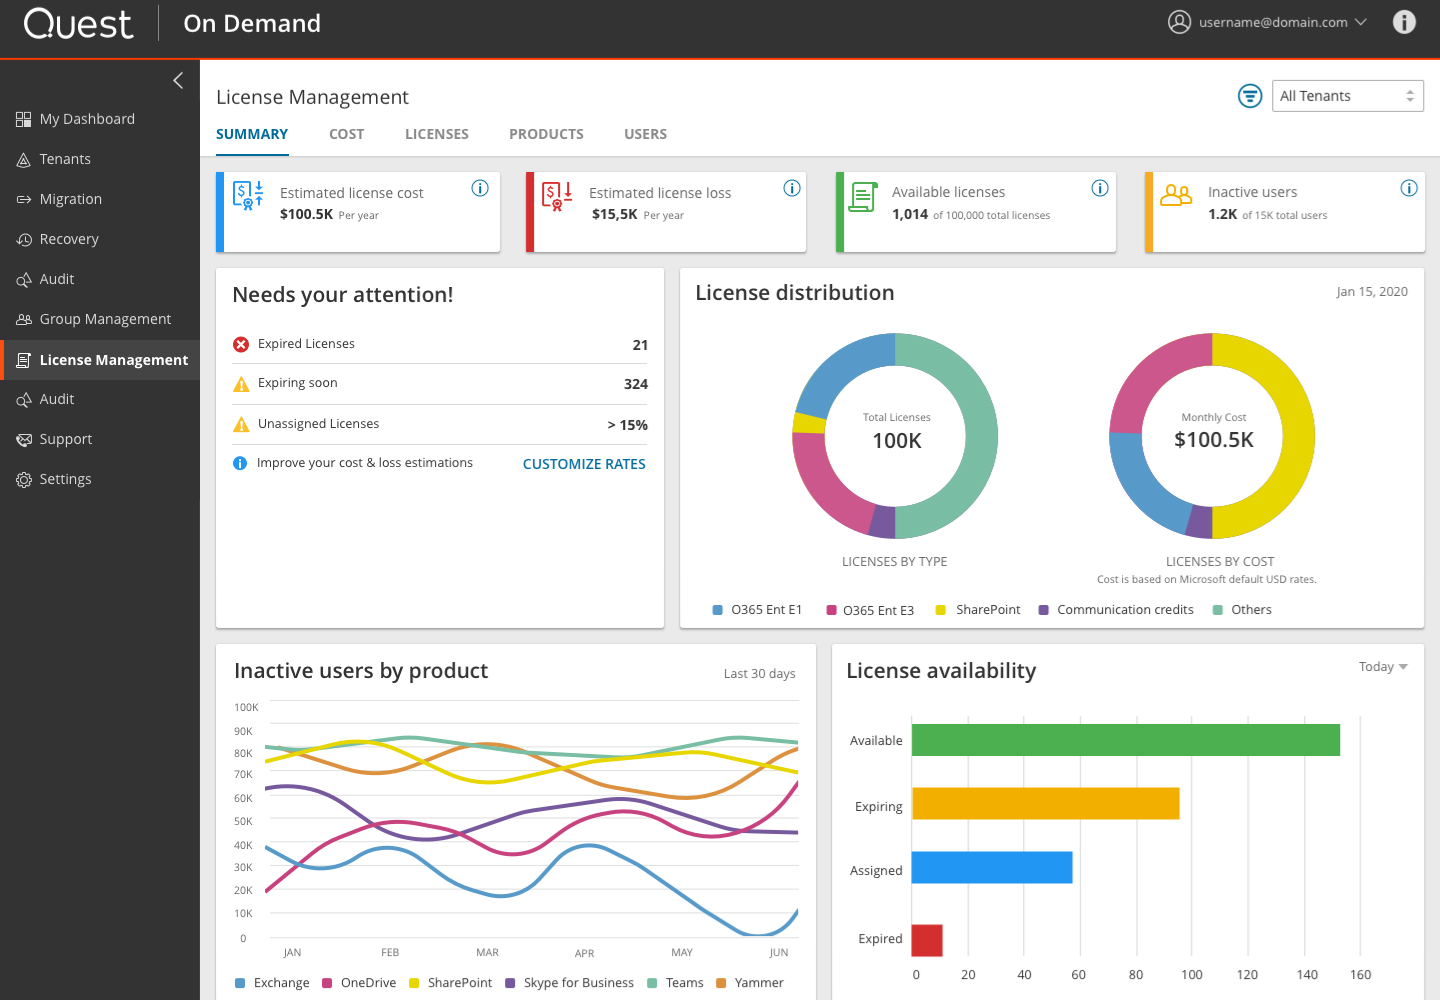 Quest
On Demand
username@domain.com
License Management
All Tenants
SUMMARY COST LICENSES PRODUCTS USERS
My Dashboard
Tenants
Migration
Recovery
Audit
Group Management
License Management
Audit
Support
Settings
Estimated license cost
$100.5K Per year
Estimated license loss
$15,5K Per year
Available licenses
1,014 of 100,000 total licenses
Inactive users
1.2K of 15K total users
Needs your attention!
Expired Licenses 21
Expiring soon 324
Unassigned Licenses > 15%
Improve your cost & loss estimations CUSTOMIZE RATES
License distribution
Jan 15, 2020
Total Licenses
100K
LICENSES BY TYPE
Monthly Cost
$100.5K
LICENSES BY COST
Cost is based on Microsoft default USD rates.
O365 Ent E1 O365 Ent E3 SharePoint Communication credits Others
Inactive users by product
Last 30 days
100K
90K
80K
70K
60K
50K
40K
30K
20K
10K
0
JAN FEB MAR APR MAY JUN
Exchange OneDrive SharePoint Skype for Business Teams Yammer
License availability
Today
Available
Expiring
Assigned
Expired
0 20 40 60 80 100 120 140 160